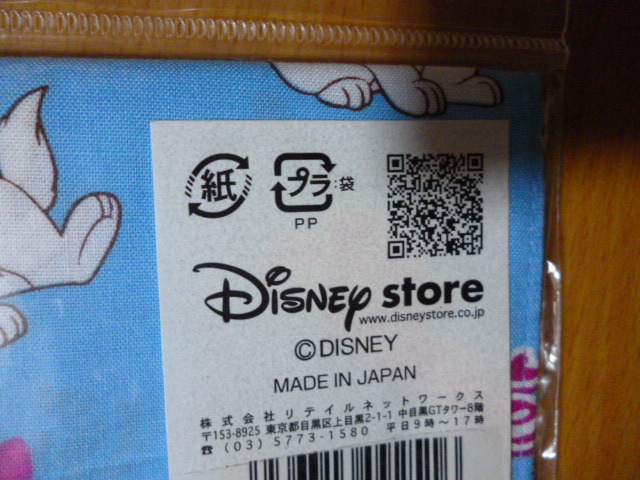 紙
プラ :袋
PP
Disney store
www.disneystore.co.jp
©DISNEY
MADE IN JAPAN
株式会社リテイルネットワークス
〒153-8925 東京都目黒区上目黒2-1-1 中目黒GTタワー8階
☎(03)5773-1580 平日9時〜17時